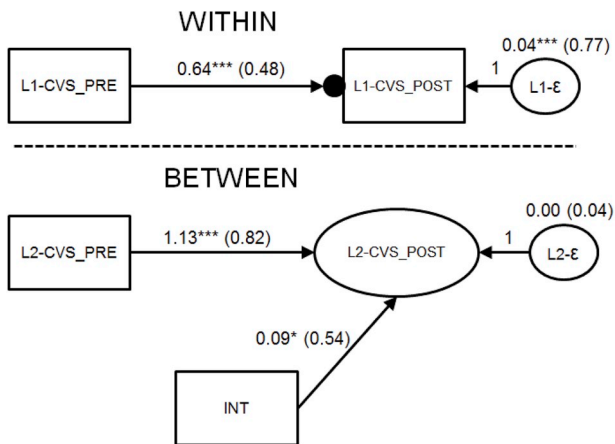 WITHIN
0.04*** (0.77)
0.64*** (0.48)
1
L1-CVS_PRE
L1-CVS_POST
L1-Ɛ
BETWEEN
0.00 (0.04)
1.13*** (0.82)
1
L2-CVS_PRE
L2-CVS_POST
L2-Ɛ
0.09* (0.54)
INT